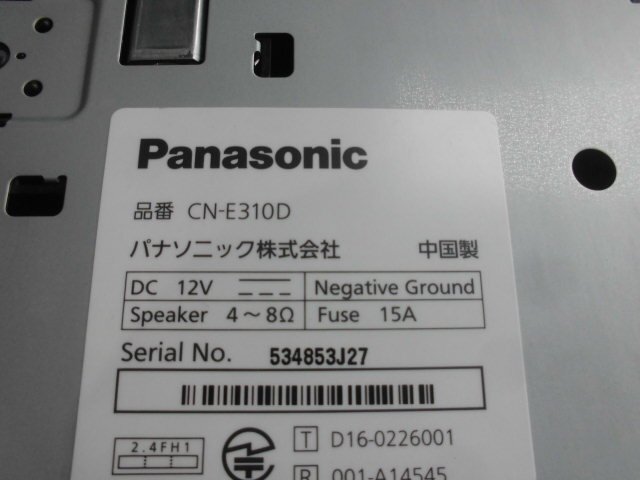 Panasonic
品番 CN-E310D
パナソニック株式会社 中国製
DC 12V Negative Ground
Speaker 4～8Ω Fuse 15A
Serial No. 534853J27
2.4FH1
T D16-0226001
R 001-A14545